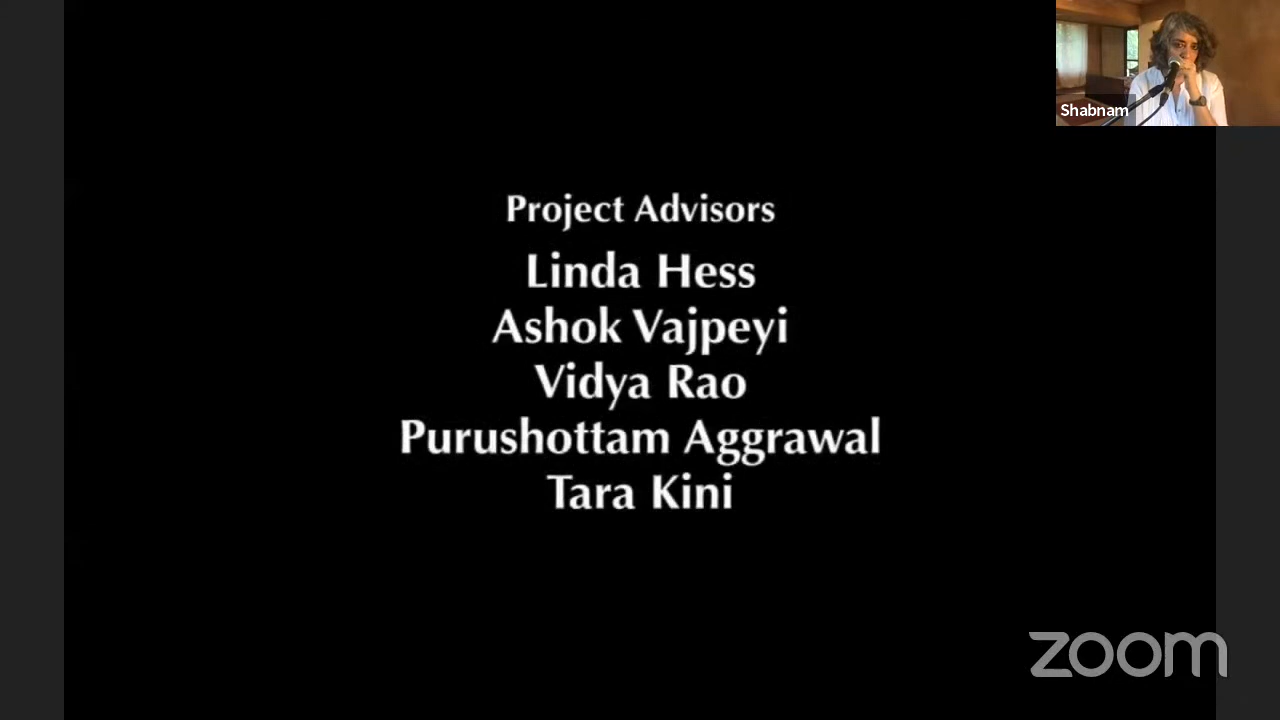 Shabnam
Project Advisors
Linda Hess
Ashok Vajpeyi
Vidya Rao
Purushottam Aggrawal
Tara Kini
zoom